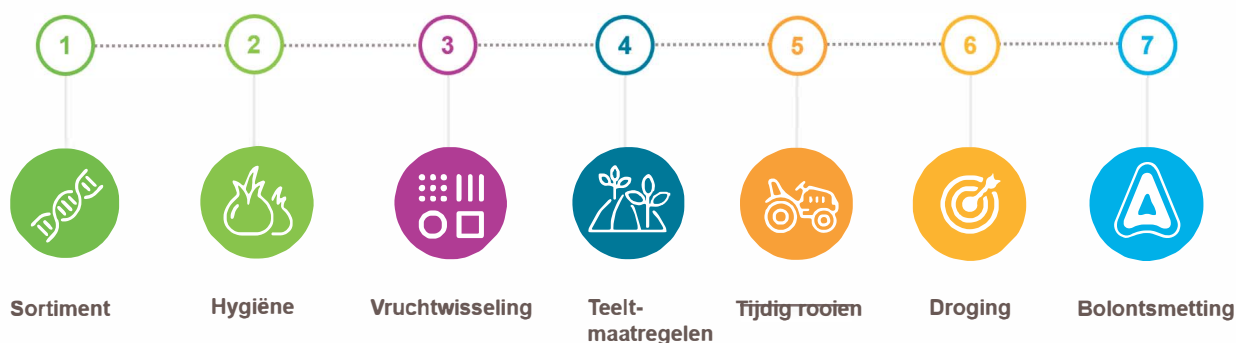 1 2 3 4 5 6 7
Sortiment Hygiëne Vruchtwisseling Teelt-
maatregelen Tijdig rooien Droging Bolontsmetting